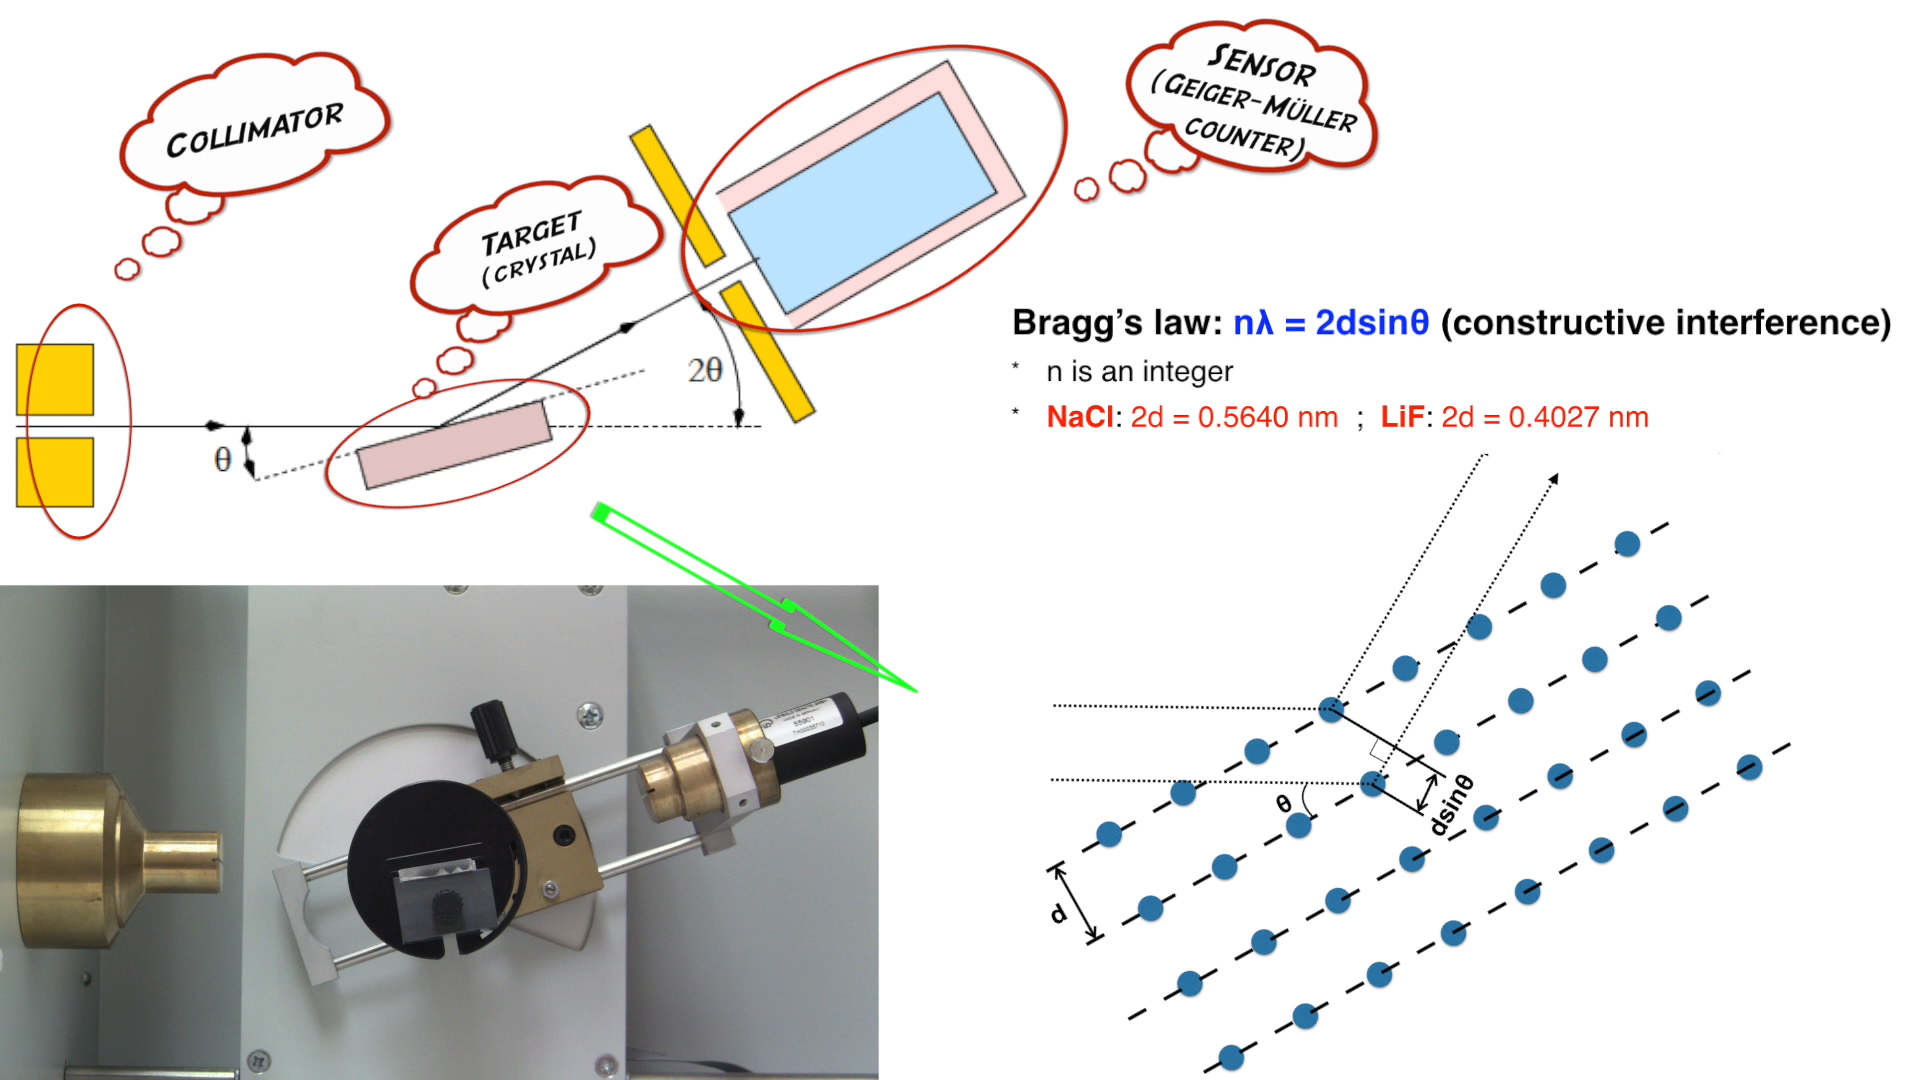 COLLIMATOR
TARGET
(CRYSTAL)
SENSOR
(GEIGER-MÜLLER
COUNTER)
θ
2θ
Bragg’s law: nλ = 2dsinθ (constructive interference)
* n is an integer
* NaCl: 2d = 0.5640 nm ; LiF: 2d = 0.4027 nm
θ
dsinθ
d
55901